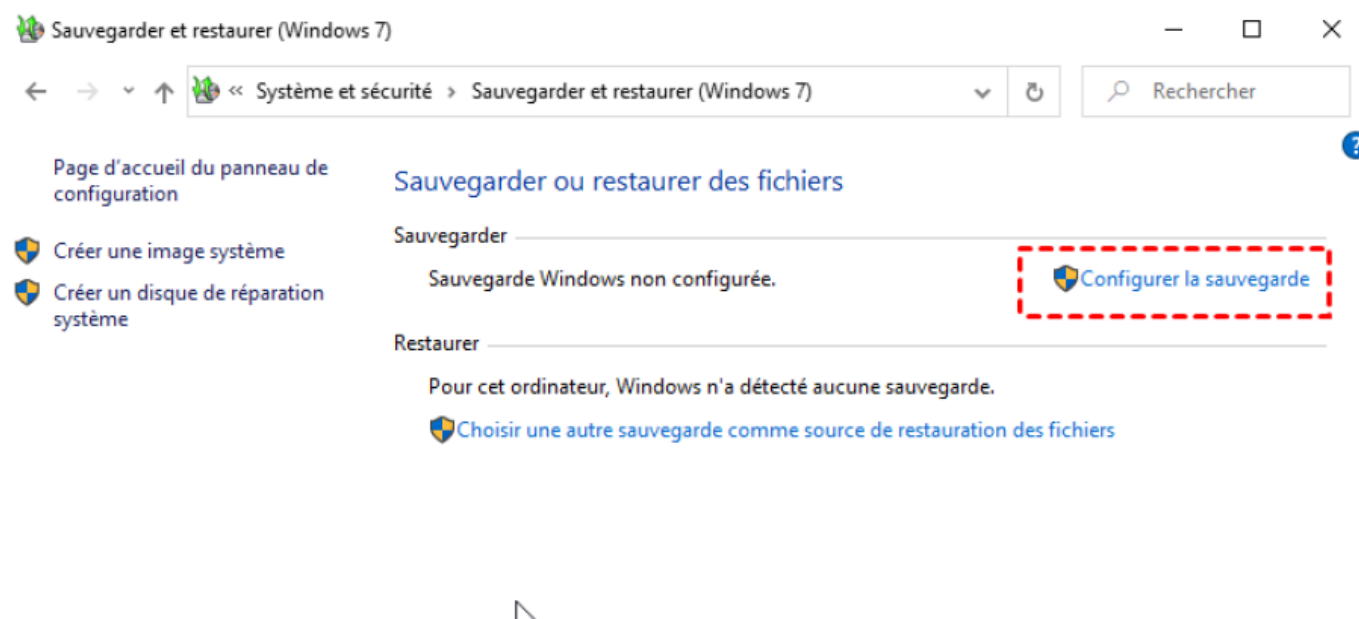 Sauvegarder et restaurer (Windows 7)
« Système et sécurité > Sauvegarder et restaurer (Windows 7)
Rechercher
?
Page d'accueil du panneau de
configuration
Créer une image système
Créer un disque de réparation
système
Sauvegarder ou restaurer des fichiers
Sauvegarder
Sauvegarde Windows non configurée.
Configurer la sauvegarde
Restaurer
Pour cet ordinateur, Windows n'a détecté aucune sauvegarde.
Choisir une autre sauvegarde comme source de restauration des fichiers